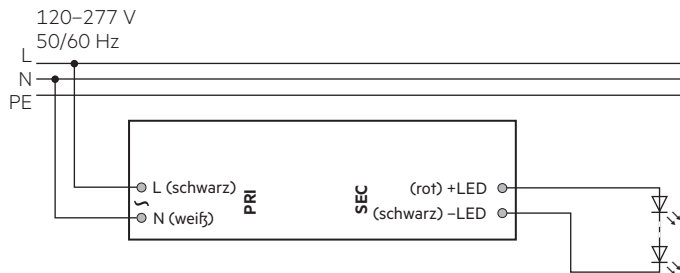 120–277 V
50/60 Hz
L
N
PE
L (schwarz)
~
N (weiß)
PRI
SEC
(rot) +LED
(schwarz) –LED